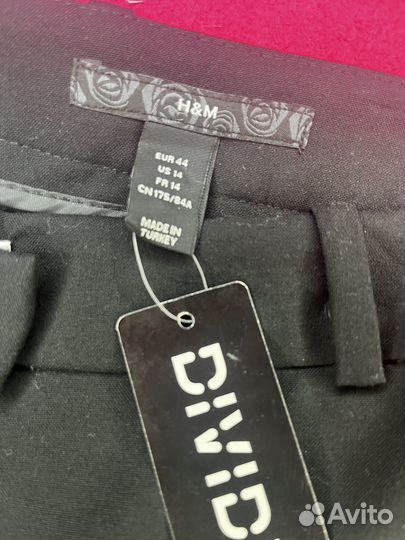 H&M
EUR 44
US 14
FR 14
CN 175/84A
MADE IN
TURKEY
DIVID
Avito